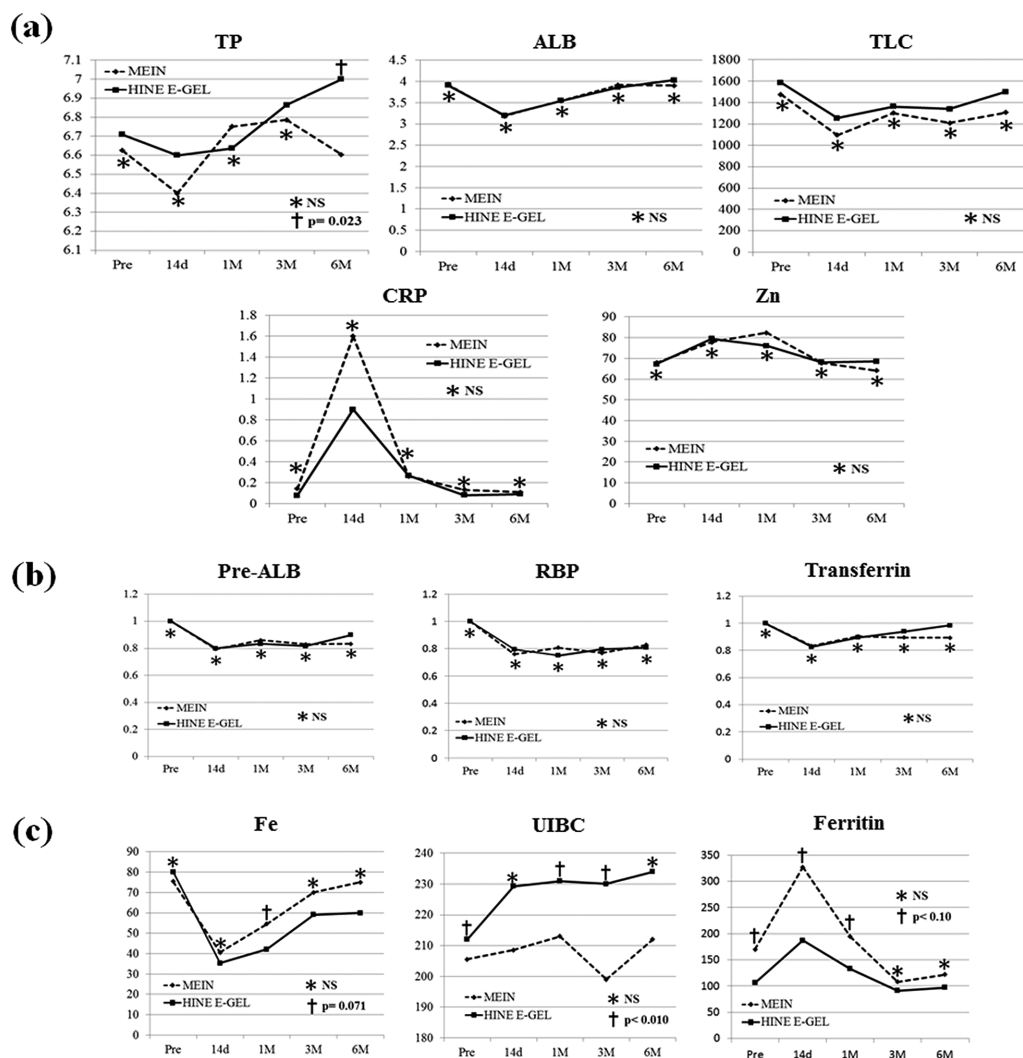 (a)
TP
7.1
7
6.9
6.8
6.7
6.6
6.5
6.4
6.3
6.2
6.1
MEIN
HINE E-GEL
†
*
*
*
*
* NS
† p= 0.023
Pre 14d 1M 3M 6M
ALB
4.5
4
3.5
3
2.5
2
1.5
1
0.5
0
* * * * *
MEIN
HINE E-GEL
* NS
Pre 14d 1M 3M 6M
TLC
1800
1600
1400
1200
1000
800
600
400
200
0
* * * * *
MEIN
HINE E-GEL
* NS
Pre 14d 1M 3M 6M
CRP
1.8
1.6
1.4
1.2
1
0.8
0.6
0.4
0.2
0
* * * * *
MEIN
HINE E-GEL
* NS
Pre 14d 1M 3M 6M
Zn
90
80
70
60
50
40
30
20
10
0
* * * * *
MEIN
HINE E-GEL
* NS
Pre 14d 1M 3M 6M
(b)
Pre-ALB
1.2
1
0.8
0.6
0.4
0.2
0
* * * * *
MEIN
HINE E-GEL
* NS
Pre 14d 1M 3M 6M
RBP
1.2
1
0.8
0.6
0.4
0.2
0
* * * * *
MEIN
HINE E-GEL
* NS
Pre 14d 1M 3M 6M
Transferrin
1.2
1
0.8
0.6
0.4
0.2
0
* * * * *
MEIN
HINE E-GEL
* NS
Pre 14d 1M 3M 6M
(c)
Fe
90
80
70
60
50
40
30
20
10
0
* * † * *
MEIN
HINE E-GEL
* NS
† p= 0.071
Pre 14d 1M 3M 6M
UIBC
240
230
220
210
200
190
180
† * † † *
MEIN
HINE E-GEL
* NS
† p< 0.010
Pre 14d 1M 3M 6M
Ferritin
350
300
250
200
150
100
50
0
† † † * *
* NS
† p< 0.10
MEIN
HINE E-GEL
Pre 14d 1M 3M 6M